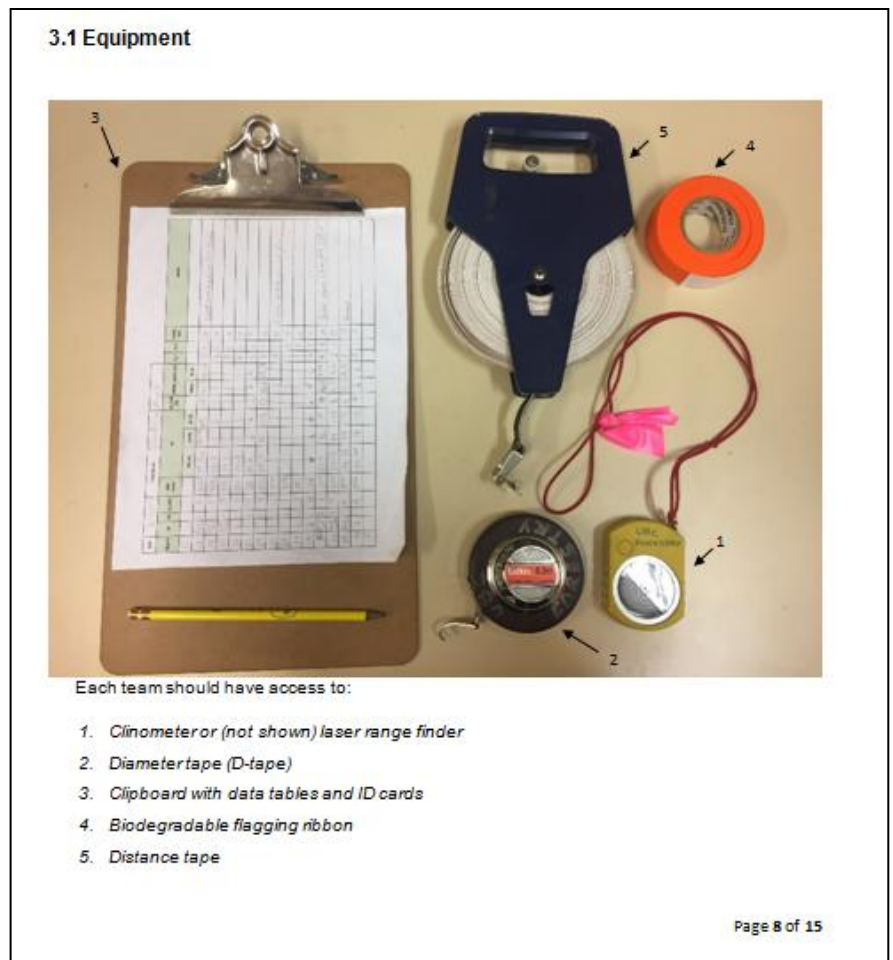 3.1 Equipment
3
5
4
1
2
Each team should have access to:
1. Clinometer or (not shown) laser range finder
2. Diameter tape (D-tape)
3. Clipboard with data tables and ID cards
4. Biodegradable flagging ribbon
5. Distance tape
Page 8 of 15